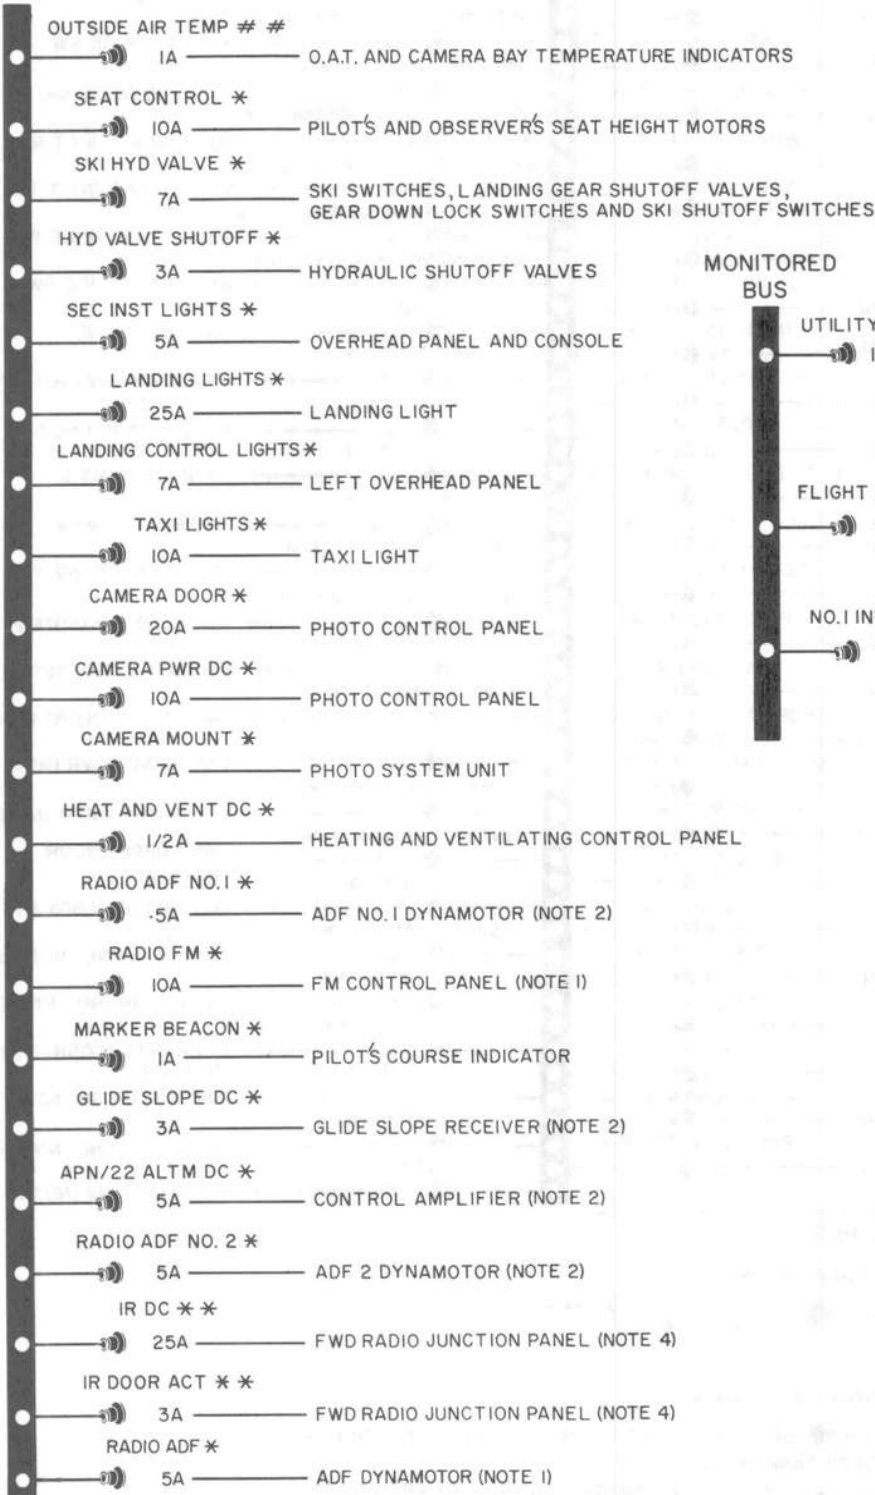 OUTSIDE AIR TEMP # #
1A O.A.T. AND CAMERA BAY TEMPERATURE INDICATORS
SEAT CONTROL *
10A PILOT'S AND OBSERVER'S SEAT HEIGHT MOTORS
SKI HYD VALVE *
7A SKI SWITCHES, LANDING GEAR SHUTOFF VALVES,
GEAR DOWN LOCK SWITCHES AND SKI SHUTOFF SWITCHES
HYD VALVE SHUTOFF *
3A HYDRAULIC SHUTOFF VALVES
SEC INST LIGHTS *
5A OVERHEAD PANEL AND CONSOLE
LANDING LIGHTS *
25A LANDING LIGHT
LANDING CONTROL LIGHTS *
7A LEFT OVERHEAD PANEL
TAXI LIGHTS *
10A TAXI LIGHT
CAMERA DOOR *
20A PHOTO CONTROL PANEL
CAMERA PWR DC *
10A PHOTO CONTROL PANEL
CAMERA MOUNT *
7A PHOTO SYSTEM UNIT
HEAT AND VENT DC *
1/2A HEATING AND VENTILATING CONTROL PANEL
RADIO ADF NO. 1 *
.5A ADF NO. 1 DYNAMOTOR (NOTE 2)
RADIO FM *
10A FM CONTROL PANEL (NOTE 1)
MARKER BEACON *
1A PILOT'S COURSE INDICATOR
GLIDE SLOPE DC *
3A GLIDE SLOPE RECEIVER (NOTE 2)
APN/22 ALTM DC *
5A CONTROL AMPLIFIER (NOTE 2)
RADIO ADF NO. 2 *
5A ADF 2 DYNAMOTOR (NOTE 2)
IR DC * *
25A FWD RADIO JUNCTION PANEL (NOTE 4)
IR DOOR ACT * *
3A FWD RADIO JUNCTION PANEL (NOTE 4)
RADIO ADF *
5A ADF DYNAMOTOR (NOTE 1)
MONITORED
BUS
UTILITY
FLIGHT
NO. 1